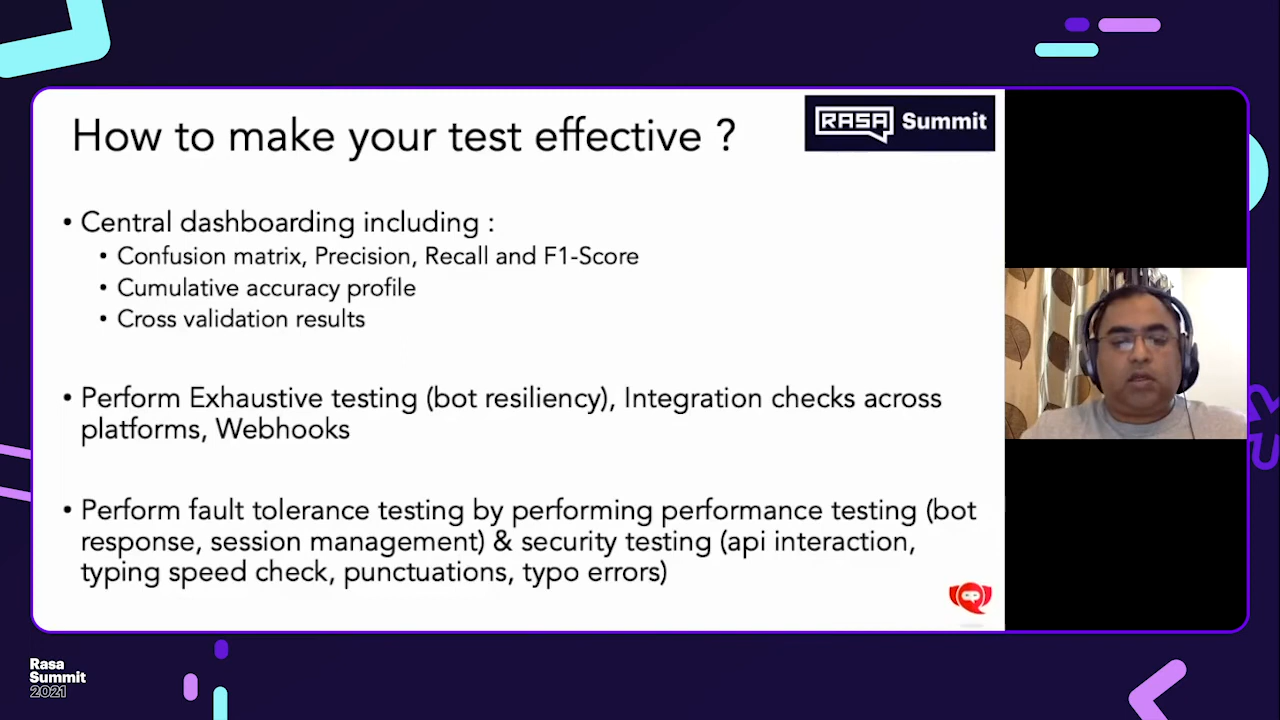 How to make your test effective ?
RASA Summit
• Central dashboarding including :
• Confusion matrix, Precision, Recall and F1-Score
• Cumulative accuracy profile
• Cross validation results
• Perform Exhaustive testing (bot resiliency), Integration checks across
platforms, Webhooks
• Perform fault tolerance testing by performing performance testing (bot
response, session management) & security testing (api interaction,
typing speed check, punctuations, typo errors)
Rasa
Summit
2021